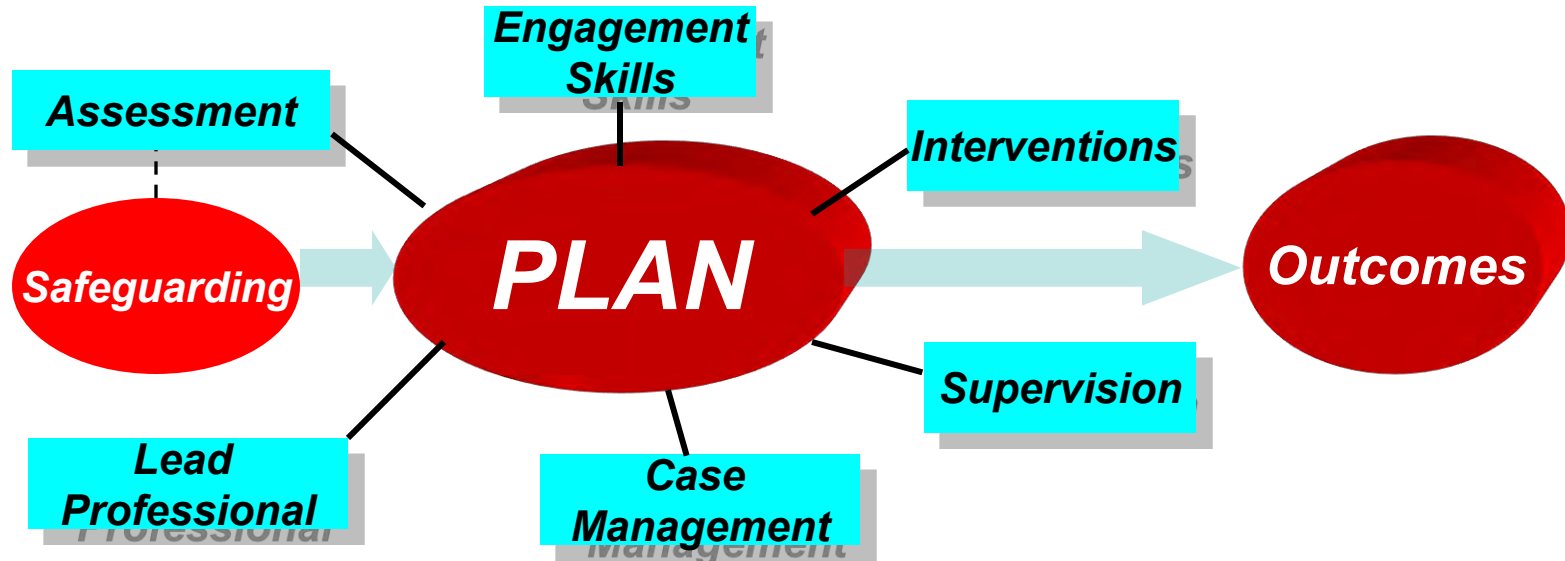 Engagement
Skills
Assessment
Interventions
Safeguarding
PLAN
Outcomes
Supervision
Lead
Professional
Case
Management